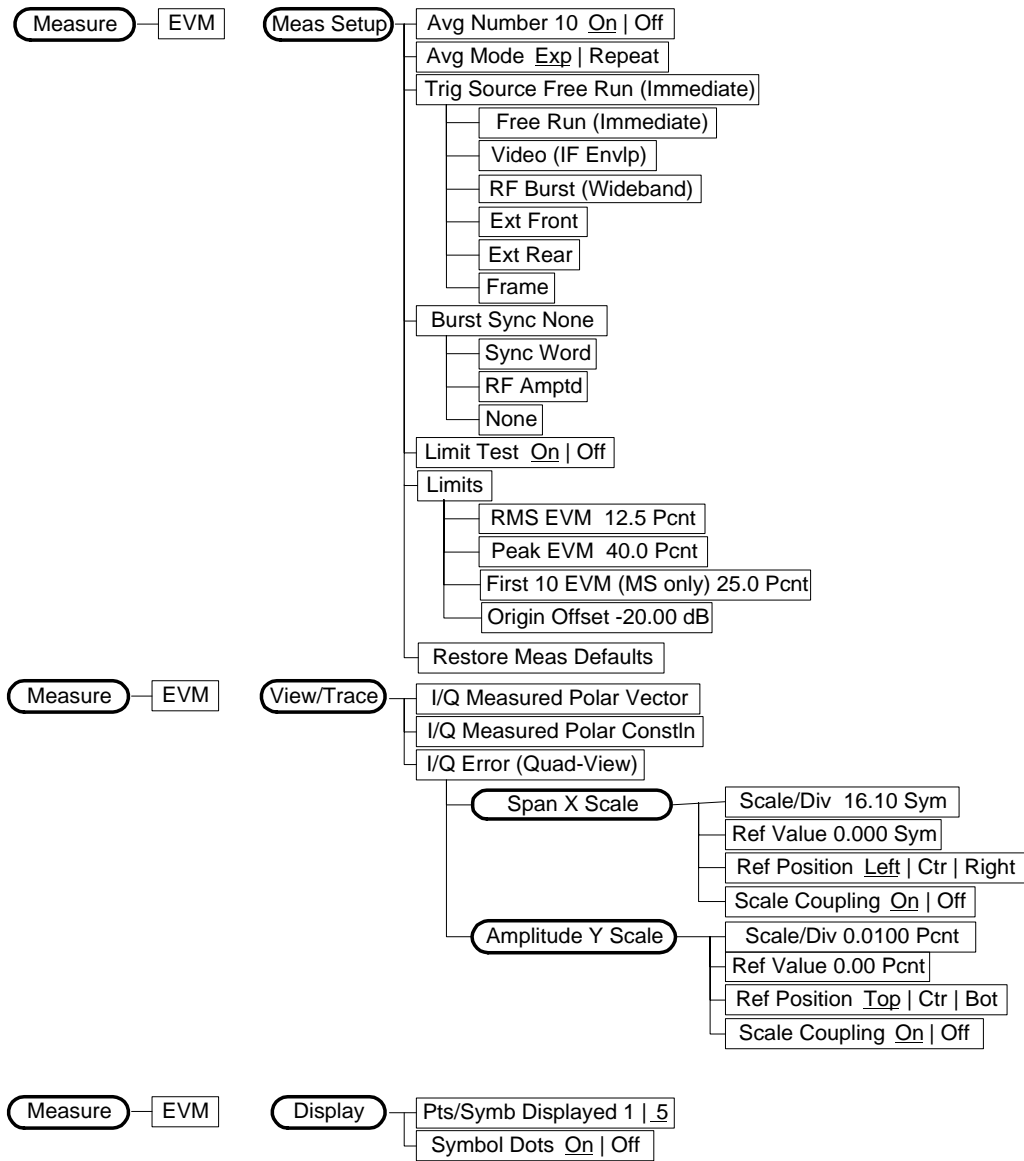 Measure EVM Meas Setup Avg Number 10 On | Off
Avg Mode Exp | Repeat
Trig Source Free Run (Immediate)
Free Run (Immediate)
Video (IF Envlp)
RF Burst (Wideband)
Ext Front
Ext Rear
Frame
Burst Sync None
Sync Word
RF Amptd
None
Limit Test On | Off
Limits
RMS EVM 12.5 Pcnt
Peak EVM 40.0 Pcnt
First 10 EVM (MS only) 25.0 Pcnt
Origin Offset -20.00 dB
Restore Meas Defaults
Measure EVM View/Trace I/Q Measured Polar Vector
I/Q Measured Polar Constln
I/Q Error (Quad-View)
Span X Scale Scale/Div 16.10 Sym
Ref Value 0.000 Sym
Ref Position Left | Ctr | Right
Scale Coupling On | Off
Amplitude Y Scale Scale/Div 0.0100 Pcnt
Ref Value 0.00 Pcnt
Ref Position Top | Ctr | Bot
Scale Coupling On | Off
Measure EVM Display Pts/Symb Displayed 1 | 5
Symbol Dots On | Off